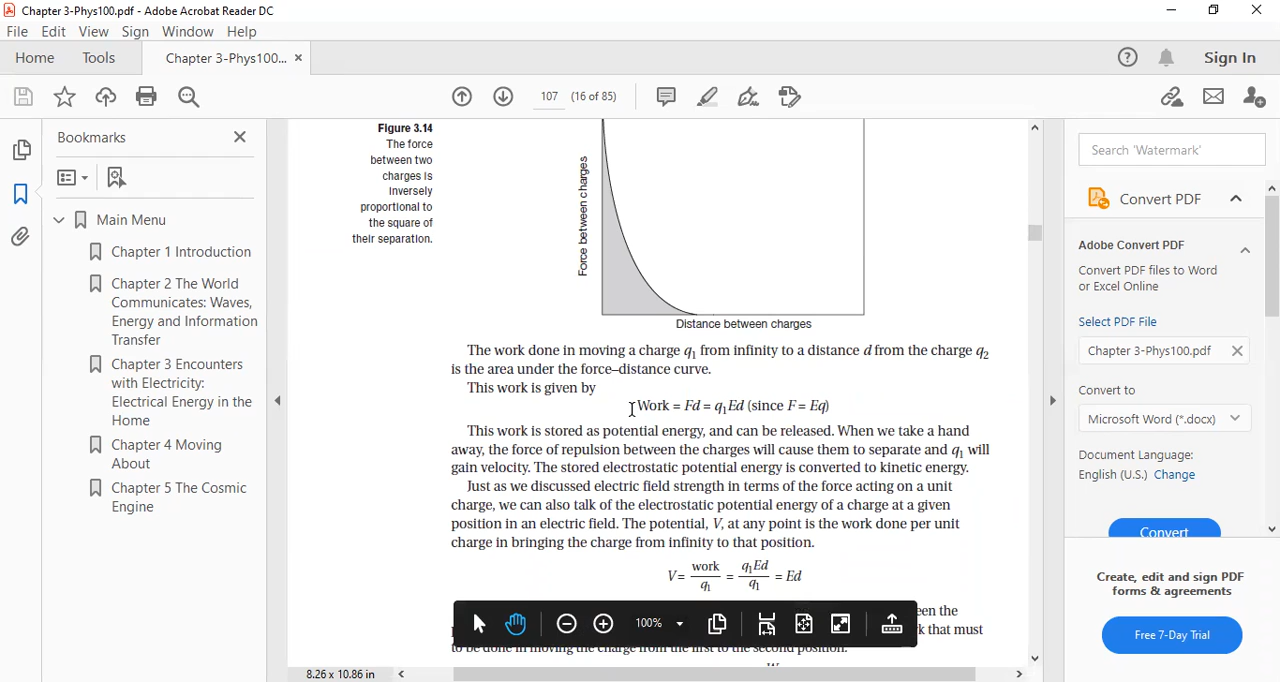 Chapter 3-Phys100.pdf - Adobe Acrobat Reader DC
File Edit View Sign Window Help
Home Tools Chapter 3-Phys100... × Sign In
107 (16 of 85)
Bookmarks
Main Menu
Chapter 1 Introduction
Chapter 2 The World
Communicates: Waves,
Energy and Information
Transfer
Chapter 3 Encounters
with Electricity:
Electrical Energy in the
Home
Chapter 4 Moving
About
Chapter 5 The Cosmic
Engine
Figure 3.14
The force
between two
charges is
inversely
proportional to
the square of
their separation.
Force between charges
Distance between charges
The work done in moving a charge q₁ from infinity to a distance d from the charge q₂
is the area under the force–distance curve.
This work is given by
Work = Fd = q₁Ed (since F = Eq)
This work is stored as potential energy, and can be released. When we take a hand
away, the force of repulsion between the charges will cause them to separate and q₁ will
gain velocity. The stored electrostatic potential energy is converted to kinetic energy.
Just as we discussed electric field strength in terms of the force acting on a unit
charge, we can also talk of the electrostatic potential energy of a charge at a given
position in an electric field. The potential, V, at any point is the work done per unit
charge in bringing the charge from infinity to that position.
V = work/q₁ = q₁Ed/q₁ = Ed
the
that must
to be done in moving the charge from the first to the second position.
100%
8.26 x 10.86 in
Search 'Watermark'
Convert PDF
Adobe Convert PDF
Convert PDF files to Word
or Excel Online
Select PDF File
Chapter 3-Phys100.pdf
Convert to
Microsoft Word (*.docx)
Document Language:
English (U.S.) Change
Convert
Create, edit and sign PDF
forms & agreements
Free 7-Day Trial